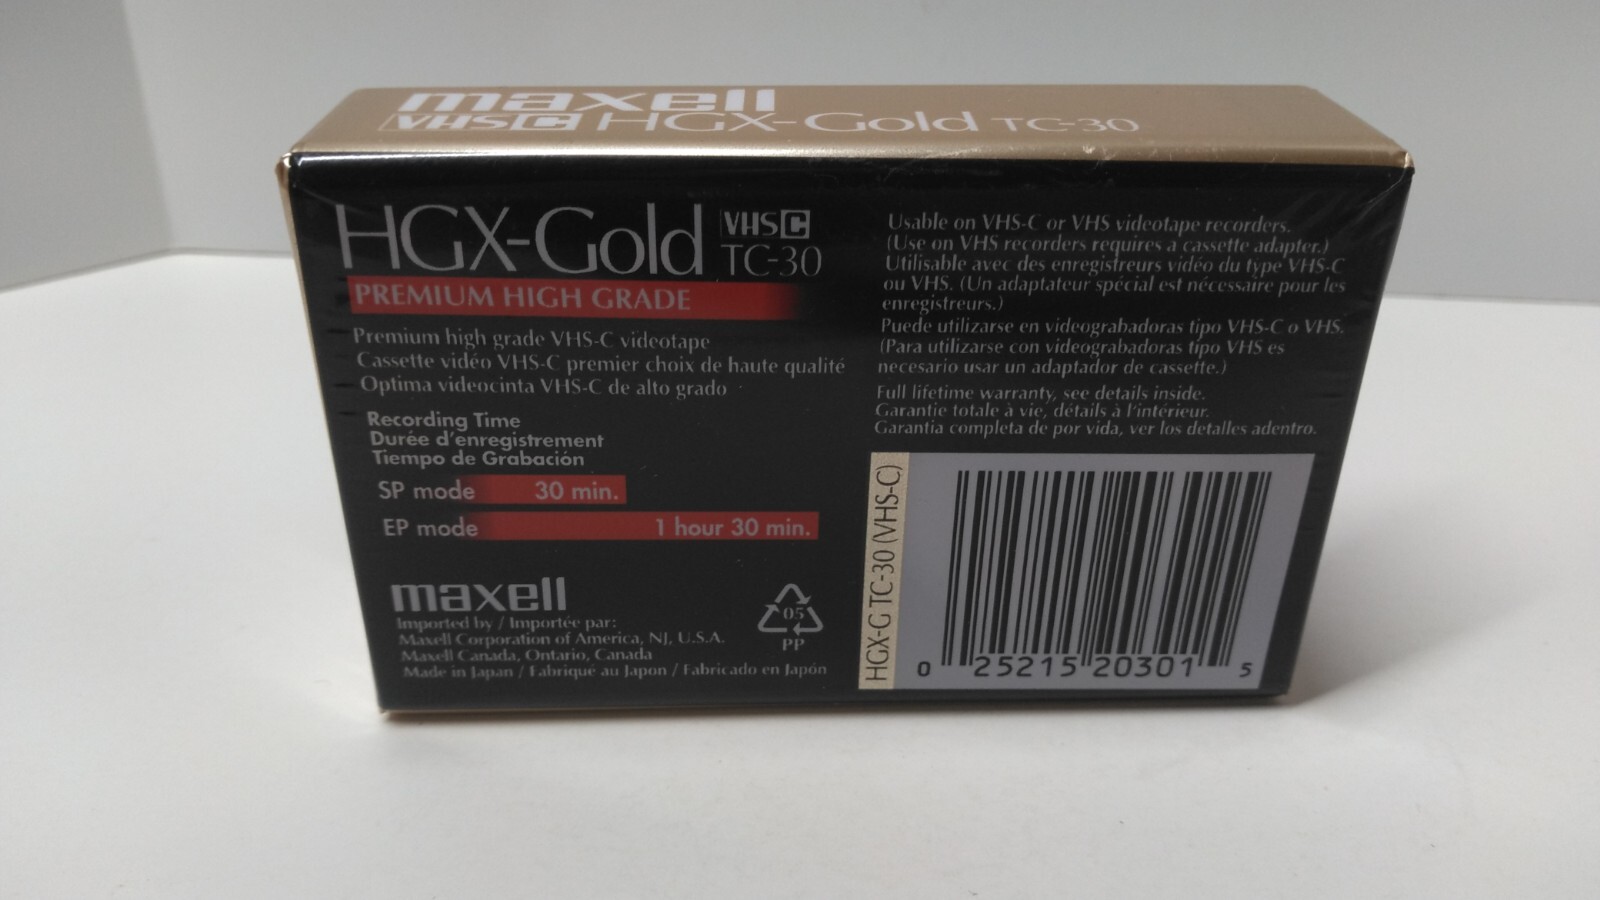 maxell
VHSC HGX-Gold TC-30
HGX-Gold VHSC TC-30
PREMIUM HIGH GRADE
Premium high grade VHS-C videotape
Cassette vidéo VHS-C premier choix de haute qualité
Optima videocinta VHS-C de alto grado
Recording Time
Durée d'enregistrement
Tiempo de Grabación
SP mode 30 min.
EP mode 1 hour 30 min.
maxell
Imported by / Importée par:
Maxell Corporation of America, NJ, U.S.A.
Maxell Canada, Ontario, Canada
Made in Japan / Fabriqué au Japon / Fabricado en Japón
05
PP
Usable on VHS-C or VHS videotape recorders.
(Use on VHS recorders requires a cassette adapter.)
Utilisable avec des enregistreurs vidéo du type VHS-C
ou VHS. (Un adaptateur spécial est nécessaire pour les
enregistreurs.)
Puede utilizarse en videograbadoras tipo VHS-C o VHS.
(Para utilizarse con videograbadoras tipo VHS es
necesario usar un adaptador de cassette.)
Full lifetime warranty, see details inside.
Garantie totale à vie, détails à l'intérieur.
Garantia completa de por vida, ver los detalles adentro.
HGX-G TC-30 (VHS-C)
0 25215 20301 5